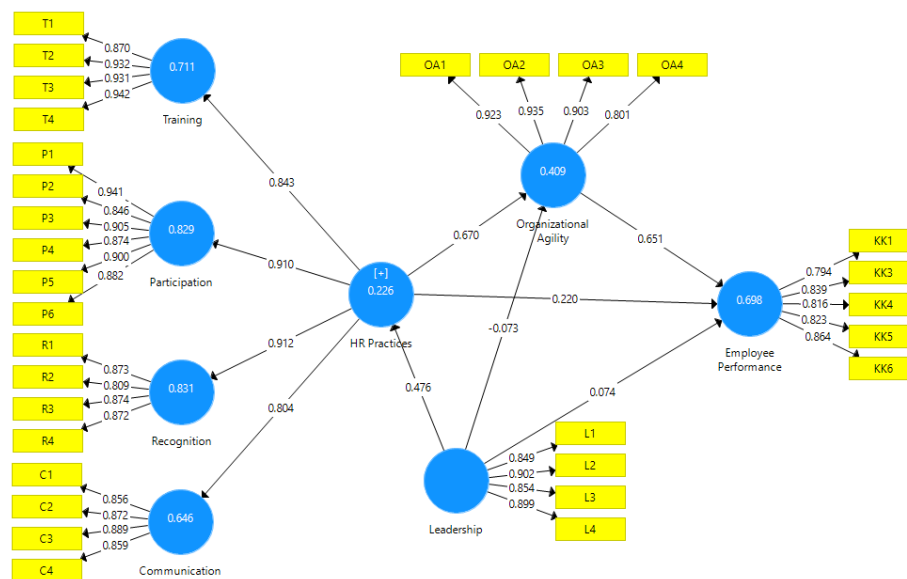 T1
T2
T3
T4
0.870
0.932
0.931
0.942
0.711
Training
P1
P2
P3
P4
P5
P6
0.941
0.846
0.905
0.874
0.900
0.882
0.829
Participation
R1
R2
R3
R4
0.873
0.809
0.874
0.872
0.831
Recognition
C1
C2
C3
C4
0.856
0.872
0.889
0.859
0.646
Communication
0.843
0.910
0.912
0.804
[+]
0.226
HR Practices
OA1
OA2
OA3
OA4
0.923
0.935
0.903
0.801
0.409
Organizational
Agility
0.670
0.651
0.220
-0.073
0.476
0.074
Leadership
L1
L2
L3
L4
0.849
0.902
0.854
0.899
0.698
Employee
Performance
KK1
KK3
KK4
KK5
KK6
0.794
0.839
0.816
0.823
0.864